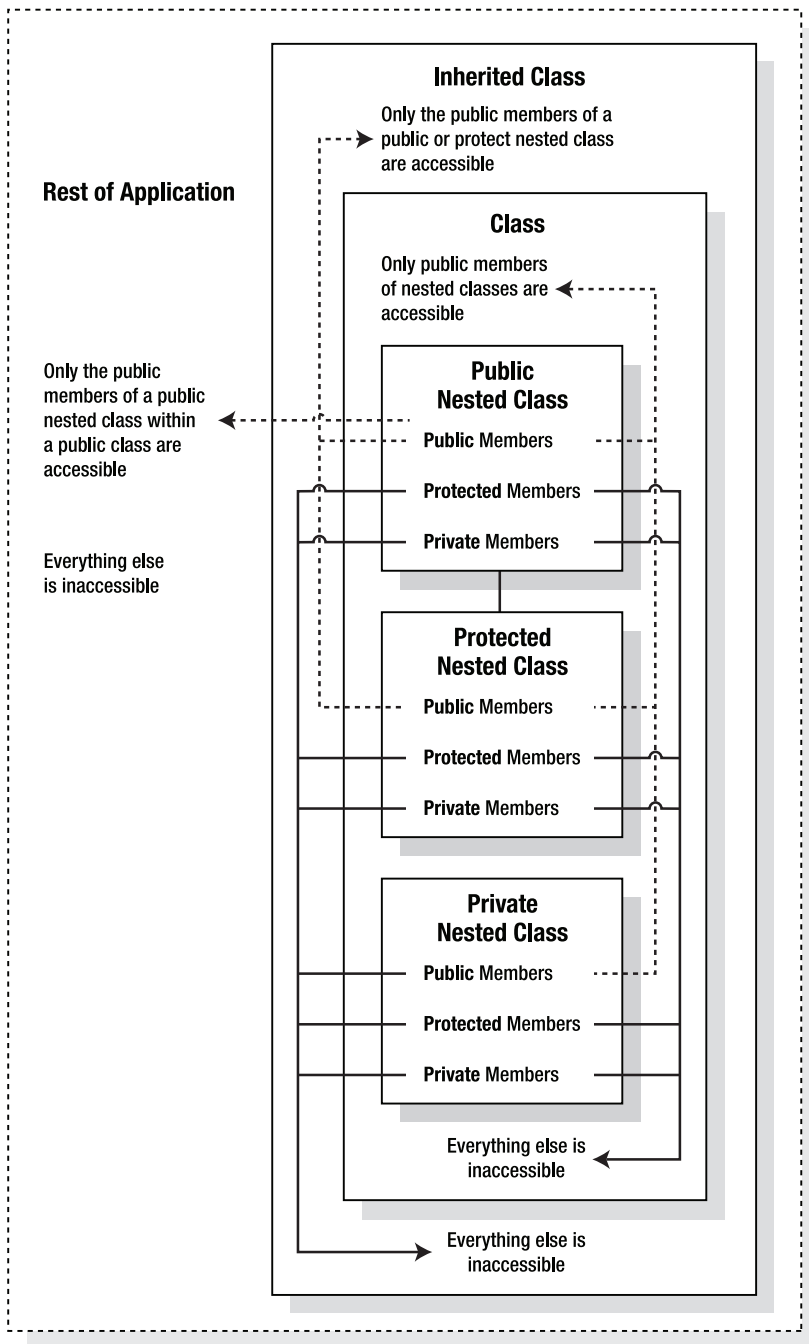 Inherited Class
Only the public members of a
public or protect nested class
are accessible
Rest of Application
Class
Only public members
of nested classes are
accessible
Only the public
members of a public
nested class within
a public class are
accessible
Everything else
is inaccessible
Public
Nested Class
Public Members
Protected Members
Private Members
Protected
Nested Class
Public Members
Protected Members
Private Members
Private
Nested Class
Public Members
Protected Members
Private Members
Everything else is
inaccessible
Everything else is
inaccessible